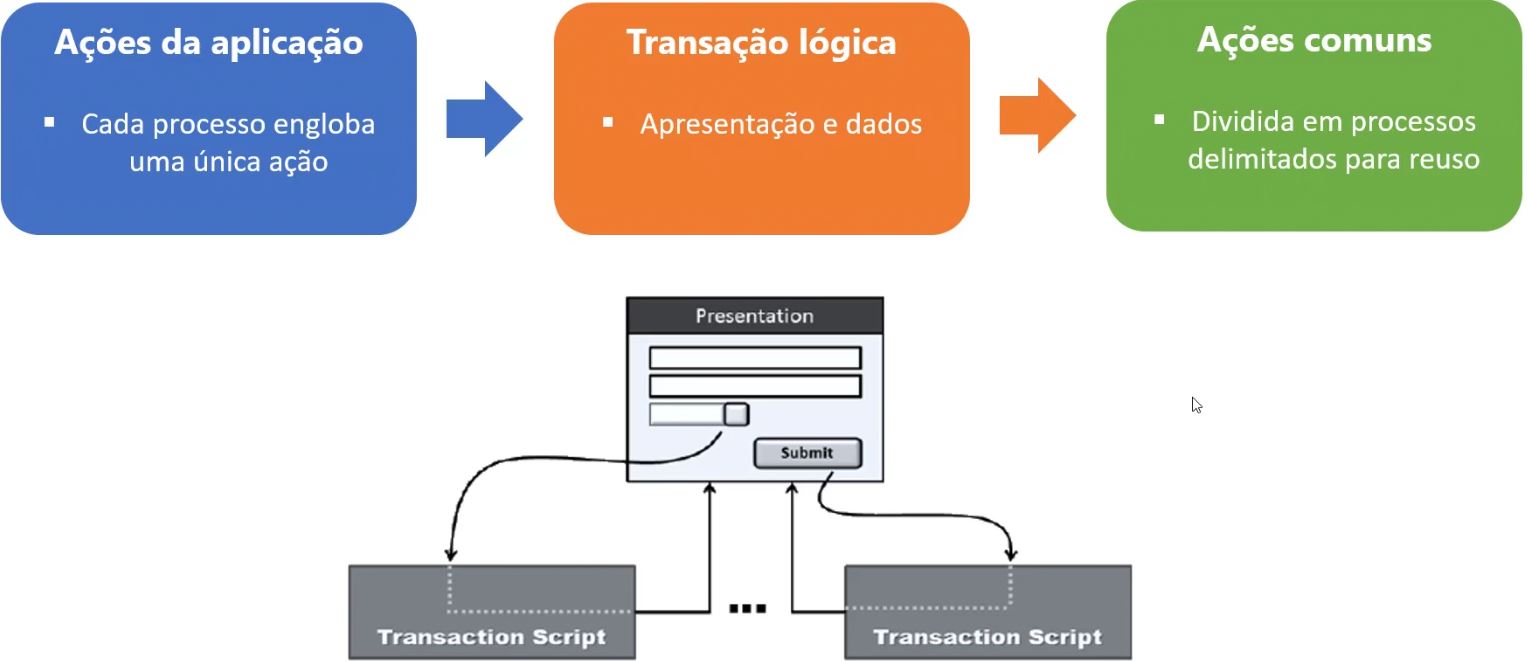 Ações da aplicação
▪ Cada processo engloba
uma única ação
Transação lógica
▪ Apresentação e dados
Ações comuns
▪ Dividida em processos
delimitados para reuso
Presentation
Submit
Transaction Script
...
Transaction Script